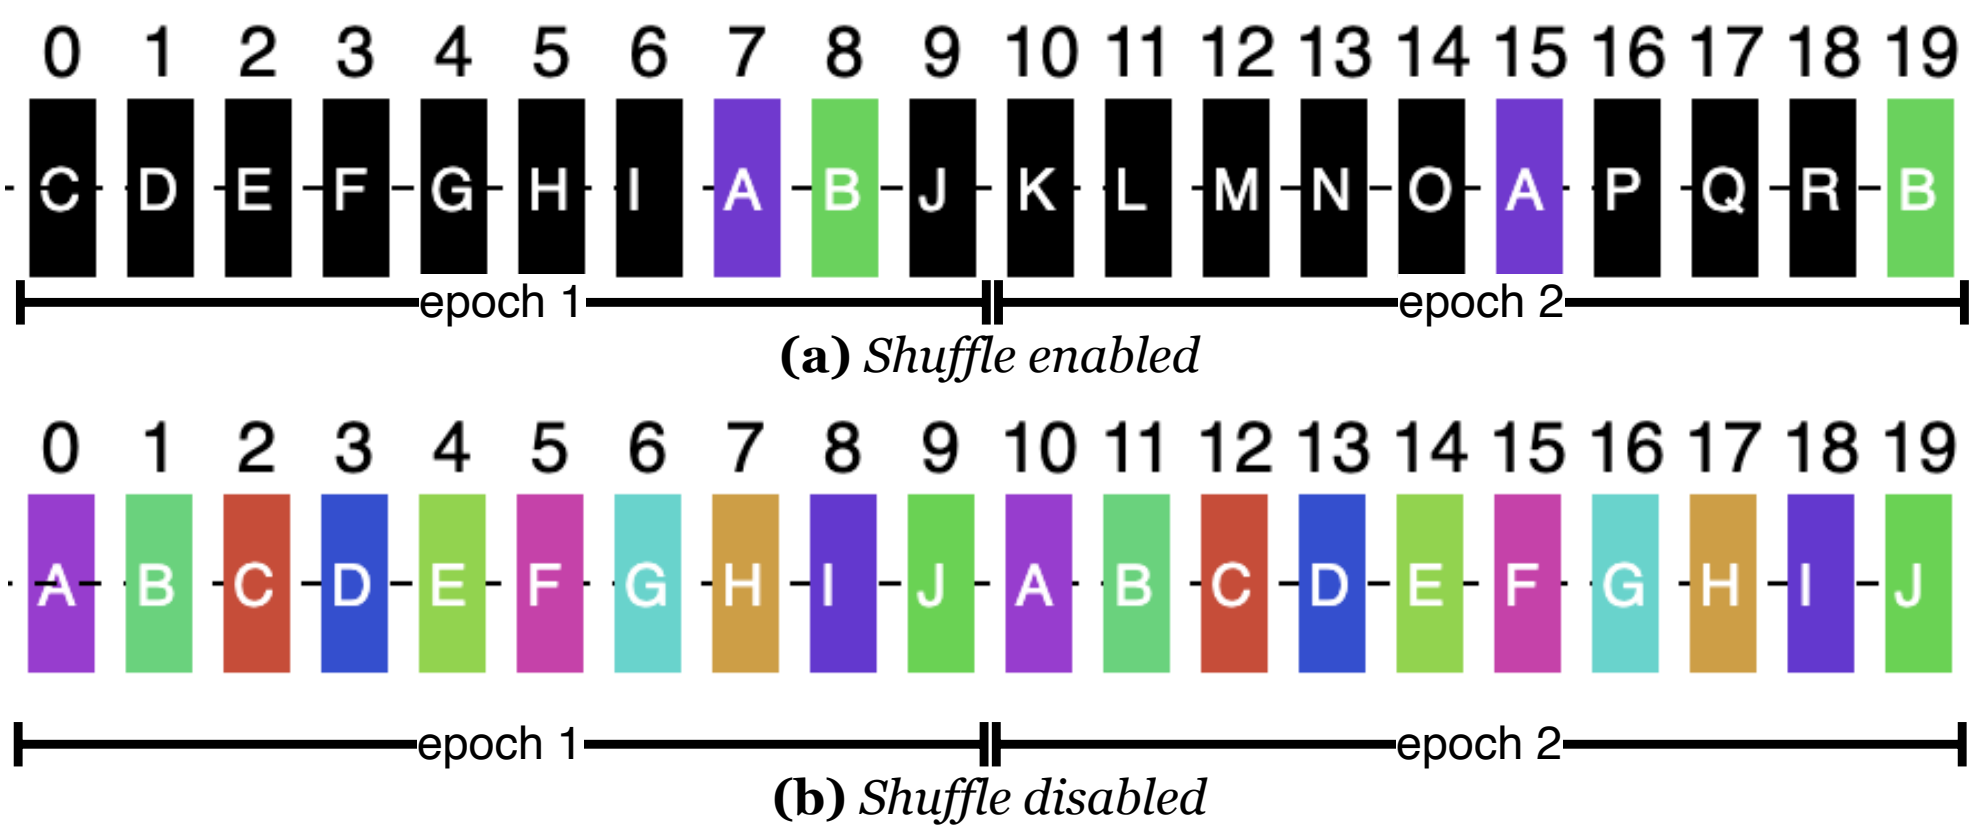 0 1 2 3 4 5 6 7 8 9 10 11 12 13 14 15 16 17 18 19
C D E F G H I A B J K L M N O A P Q R B
epoch 1 epoch 2
(a) Shuffle enabled
0 1 2 3 4 5 6 7 8 9 10 11 12 13 14 15 16 17 18 19
A B C D E F G H I J A B C D E F G H I J
epoch 1 epoch 2
(b) Shuffle disabled